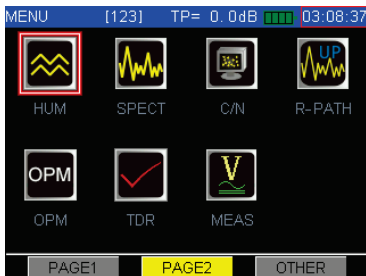 MENU [123] TP= 0.0dB 03:08:37
UP
HUM SPECT C/N R-PATH
OPM V
OPM TDR MEAS
PAGE1 PAGE2 OTHER